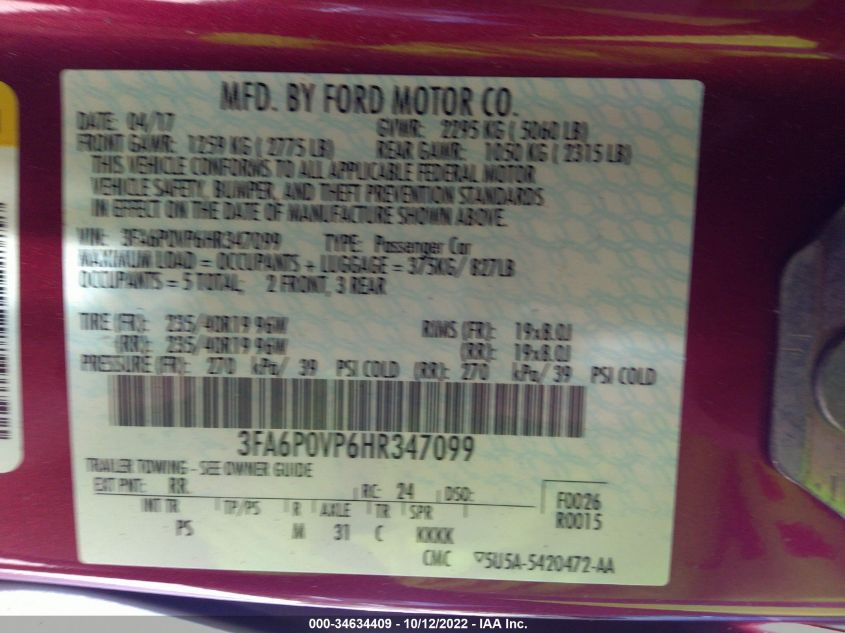 MFD. BY FORD MOTOR CO.
DATE: 04/17 GVWR: 2295 KG ( 5060 LB)
FRONT GAWR: 1259 KG ( 2775 LB) REAR GAWR: 1050 KG ( 2315 LB)
THIS VEHICLE CONFORMS TO ALL APPLICABLE FEDERAL MOTOR
VEHICLE SAFETY, BUMPER, AND THEFT PREVENTION STANDARDS
IN EFFECT ON THE DATE OF MANUFACTURE SHOWN ABOVE.
VIN: 3FA6P0VP6HR347099 TYPE: Passenger Car
MAXIMUM LOAD = OCCUPANTS + LUGGAGE = 375KG/ 827LB
OCCUPANTS = 5 TOTAL, 2 FRONT, 3 REAR
TIRE (FR): 235/40R19 96W RIMS (FR): 19x8.0J
(RR): 235/40R19 96W (RR): 19x8.0J
PRESSURE (FR): 270 kPa/ 39 PSI COLD (RR): 270 kPa/ 39 PSI COLD
3FA6P0VP6HR347099
TRAILER TOWING - SEE OWNER GUIDE
EXT PNT: RR RC: 24 DSO: F0026
INT TR TP/PS R AXLE TR SPR R0015
PS M 31 C KKKK
CMC 5U5A-5420472-AA
000-34634409 - 10/12/2022 - IAA Inc.